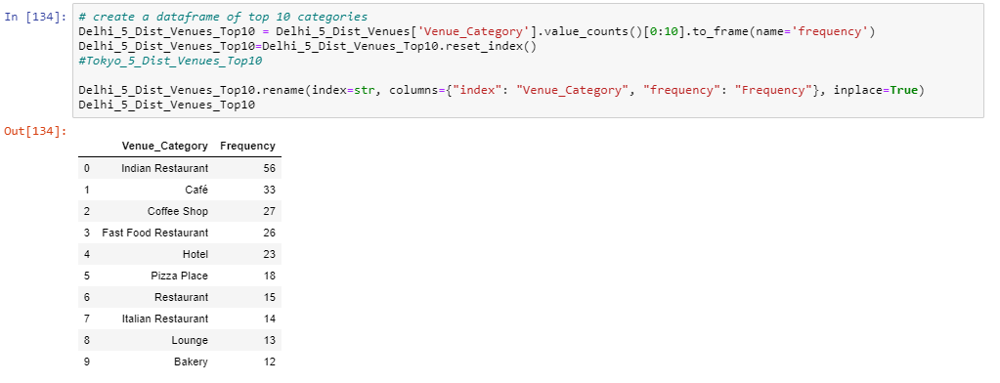 In [134]: # create a dataframe of top 10 categories
Delhi_5_Dist_Venues_Top10 = Delhi_5_Dist_Venues['Venue_Category'].value_counts()[0:10].to_frame(name='frequency')
Delhi_5_Dist_Venues_Top10=Delhi_5_Dist_Venues_Top10.reset_index()
#Tokyo_5_Dist_Venues_Top10
Delhi_5_Dist_Venues_Top10.rename(index=str, columns={"index": "Venue_Category", "frequency": "Frequency"}, inplace=True)
Delhi_5_Dist_Venues_Top10
Out[134]:
Venue_Category Frequency
0 Indian Restaurant 56
1 Café 33
2 Coffee Shop 27
3 Fast Food Restaurant 26
4 Hotel 23
5 Pizza Place 18
6 Restaurant 15
7 Italian Restaurant 14
8 Lounge 13
9 Bakery 12